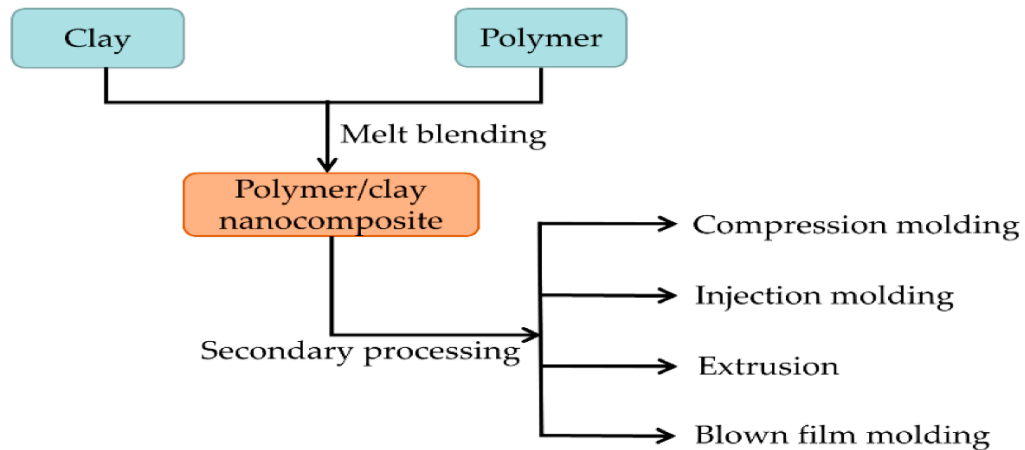 Clay
Polymer
Melt blending
Polymer/clay
nanocomposite
Secondary processing
Compression molding
Injection molding
Extrusion
Blown film molding